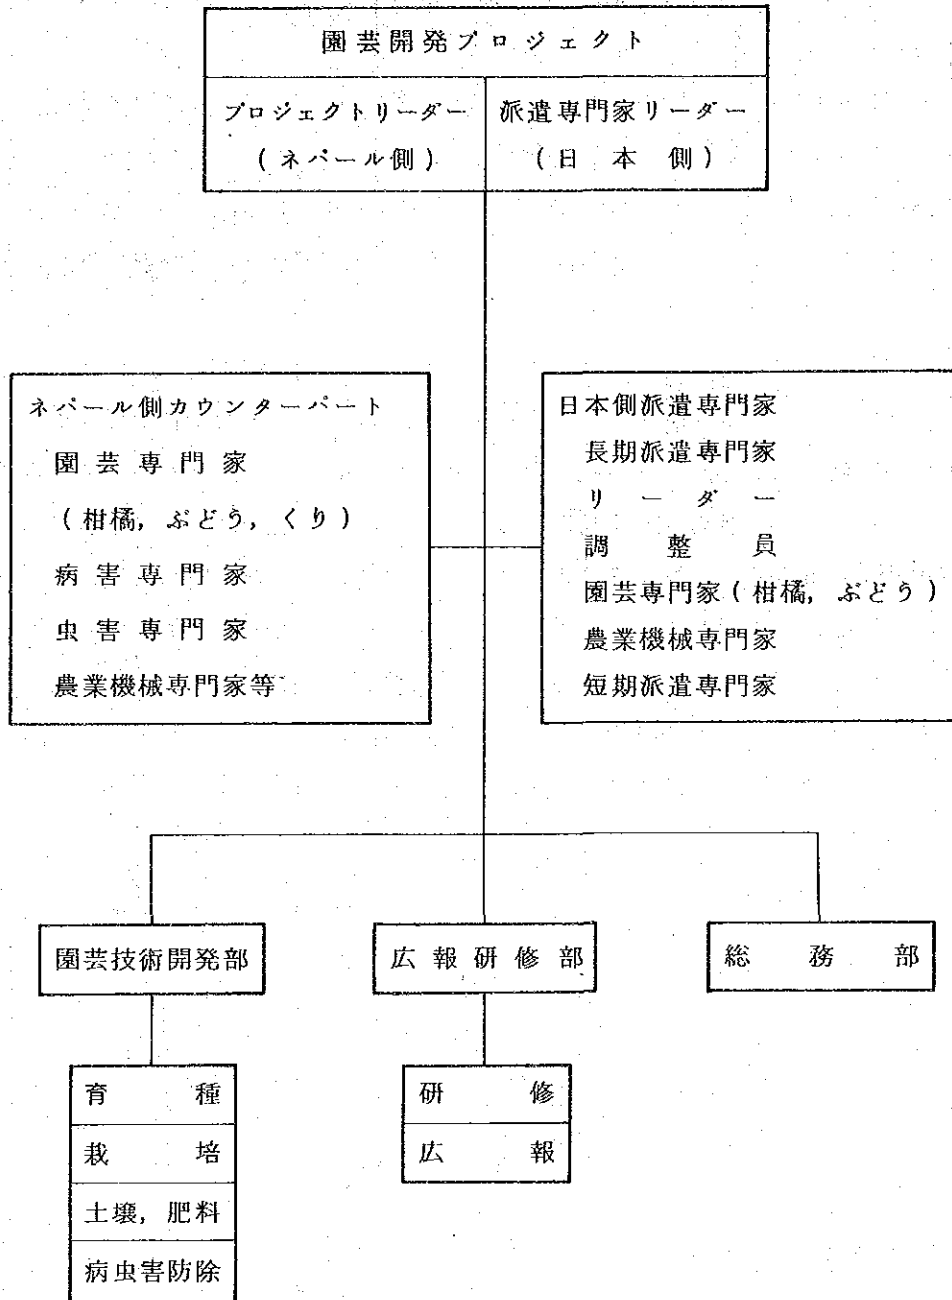 園芸開発プロジェクト
プロジェクトリーダー
(ネパール側)
派遣専門家リーダー
(日本側)
ネパール側カウンターパート
園芸専門家
(柑橘, ぶどう, くり)
病害専門家
虫害専門家
農業機械専門家等
日本側派遣専門家
長期派遣専門家
リーダー
調整員
園芸専門家(柑橘, ぶどう)
農業機械専門家
短期派遣専門家
園芸技術開発部
広報研修部
総務部
育種
栽培
土壌, 肥料
病虫害防除
研修
広報